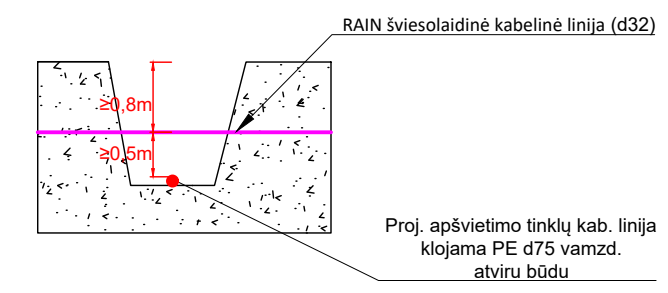 RAIN šviesolaidinė kabelinė linija (d32)
≥0,8m
≥0,5m
Proj. apšvietimo tinklų kab. linija
klojama PE d75 vamzd.
atviru būdu